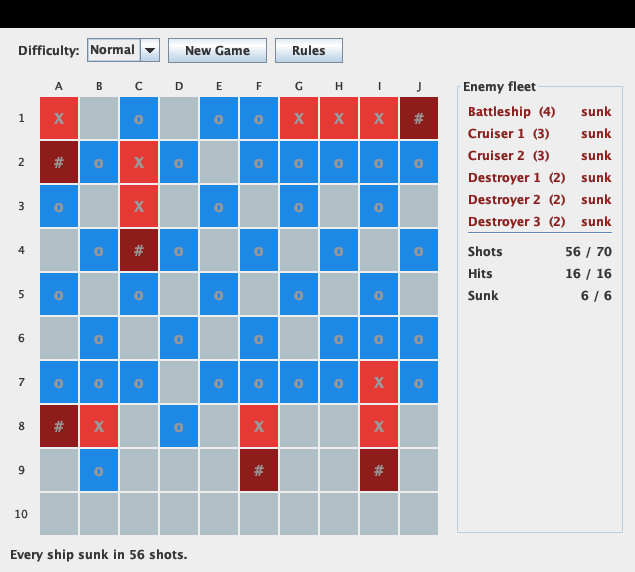 Difficulty: Normal New Game Rules
A B C D E F G H I J
1 X o o o X X X #
2 # o X o o o o o o
3 o X o o o
4 o # o o o o
5 o o o o o
6 o o o o o o
7 o o o o o o o X o
8 # X o X X
9 o # #
10
Enemy fleet
Battleship (4) sunk
Cruiser 1 (3) sunk
Cruiser 2 (3) sunk
Destroyer 1 (2) sunk
Destroyer 2 (2) sunk
Destroyer 3 (2) sunk
Shots 56 / 70
Hits 16 / 16
Sunk 6 / 6
Every ship sunk in 56 shots.